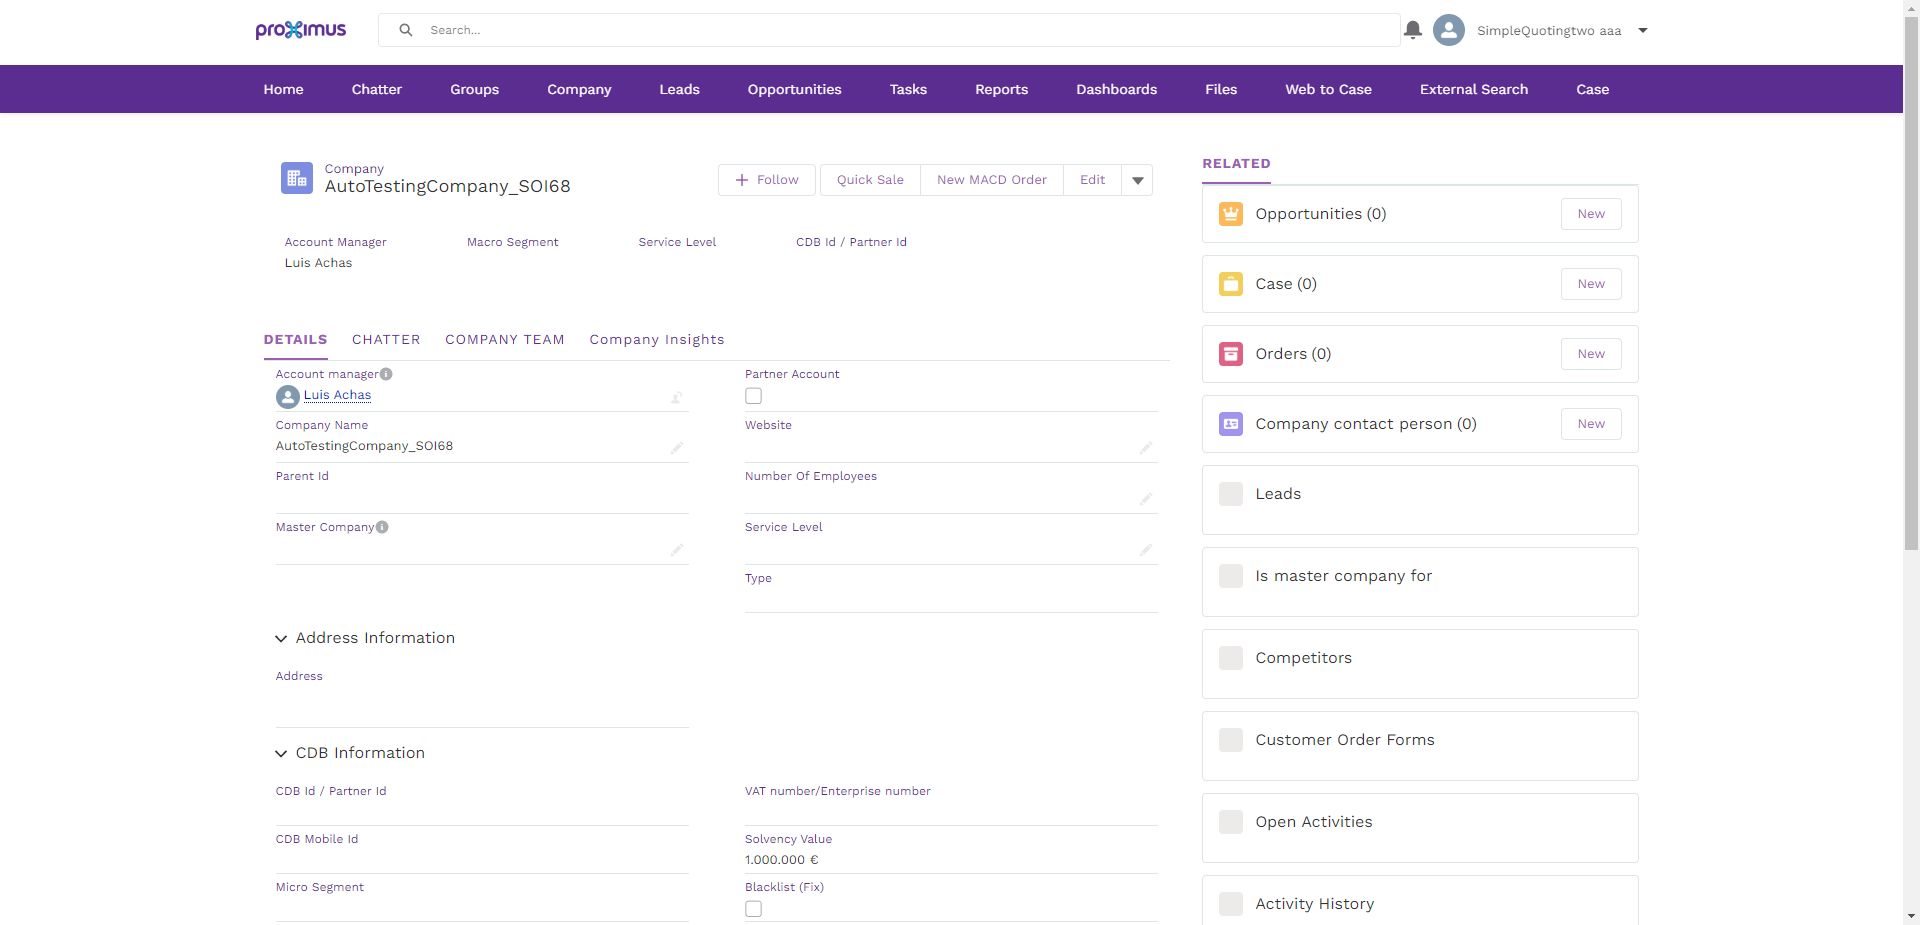 proximus
Search...
SimpleQuotingtwo aaa
Home Chatter Groups Company Leads Opportunities Tasks Reports Dashboards Files Web to Case External Search Case
Company
AutoTestingCompany_SOI68
Follow Quick Sale New MACD Order Edit
Account Manager Macro Segment Service Level CDB Id / Partner Id
Luis Achas
DETAILS CHATTER COMPANY TEAM Company Insights
Account manager Partner Account
Luis Achas
Company Name Website
AutoTestingCompany_SOI68
Parent Id Number Of Employees
Master Company Service Level
Type
Address Information
Address
CDB Information
CDB Id / Partner Id VAT number/Enterprise number
CDB Mobile Id Solvency Value
1.000.000 €
Micro Segment Blacklist (Fix)
RELATED
Opportunities (0) New
Case (0) New
Orders (0) New
Company contact person (0) New
Leads
Is master company for
Competitors
Customer Order Forms
Open Activities
Activity History